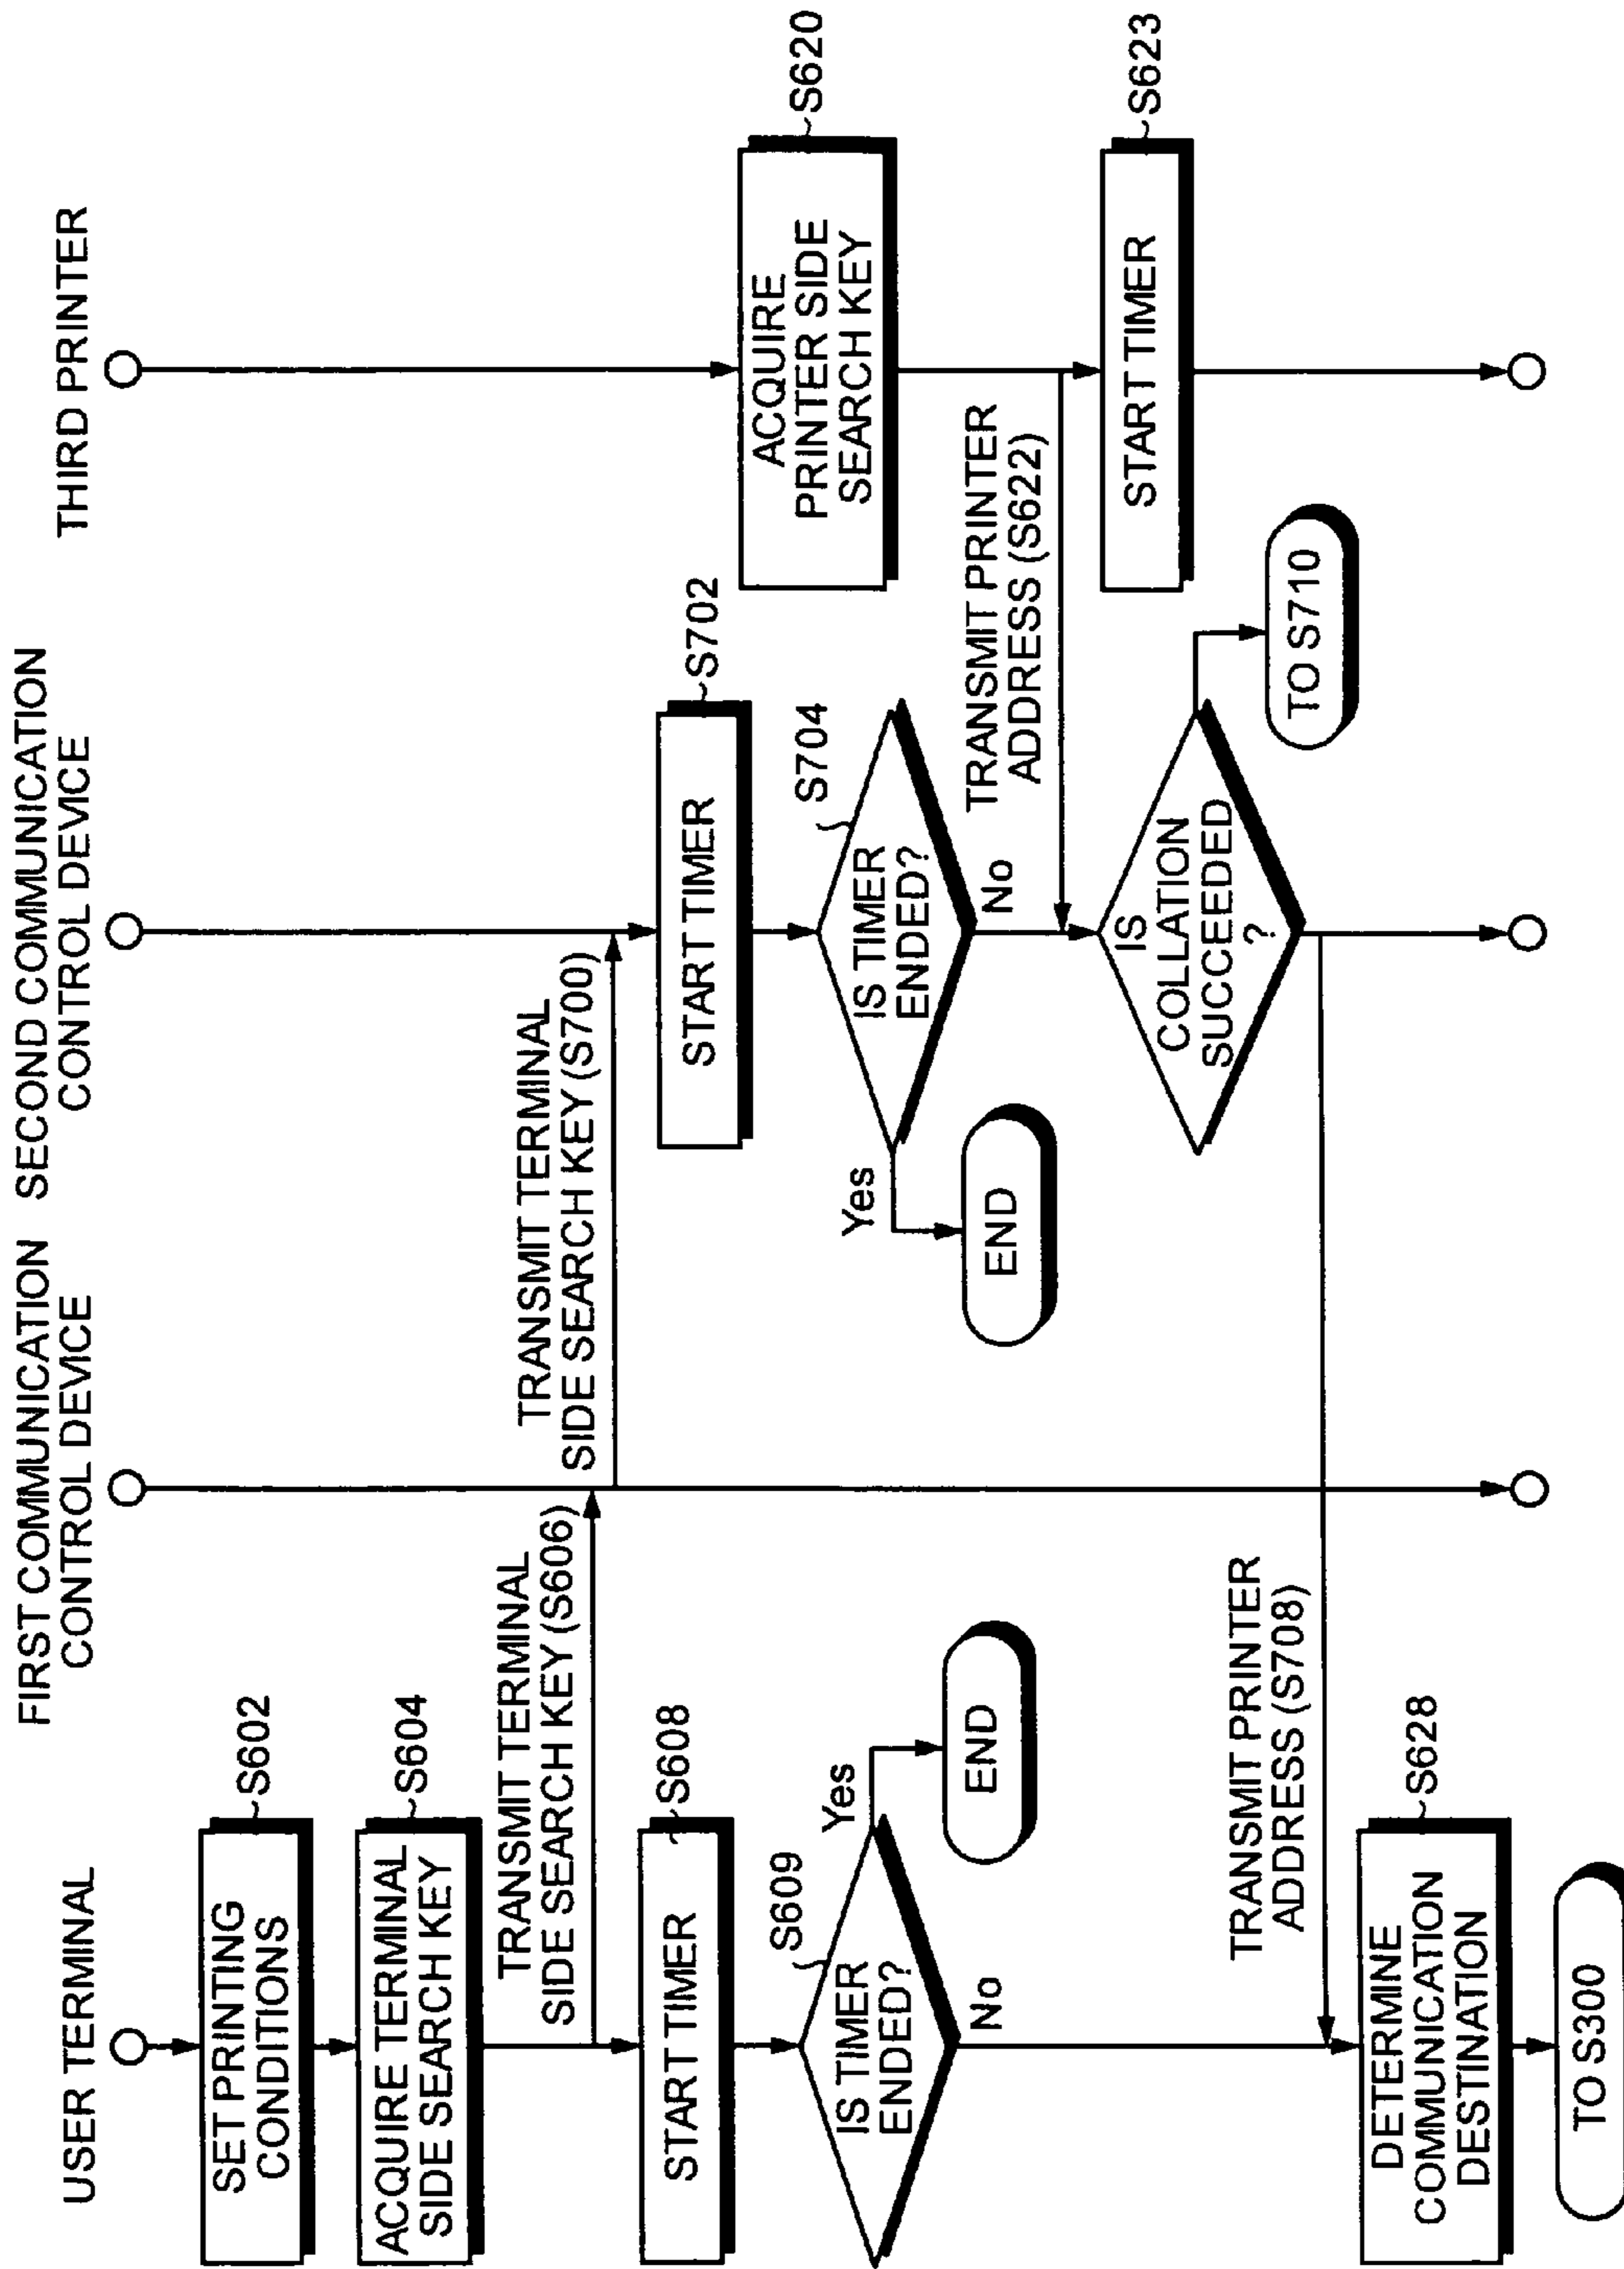 USER TERMINAL
FIRST COMMUNICATION
CONTROL DEVICE
SECOND COMMUNICATION
CONTROL DEVICE
THIRD PRINTER
SET PRINTING
CONDITIONS
S602
ACQUIRE TERMINAL
SIDE SEARCH KEY
S604
TRANSMIT TERMINAL
SIDE SEARCH KEY (S606)
TRANSMIT TERMINAL
SIDE SEARCH KEY (S700)
START TIMER
S608
START TIMER
S702
ACQUIRE
PRINTER SIDE
SEARCH KEY
S620
IS TIMER
ENDED?
S609
Yes
END
No
IS TIMER
ENDED?
S704
Yes
END
No
TRANSMIT PRINTER
ADDRESS (S622)
START TIMER
S623
IS
COLLATION
SUCCEEDED
?
TO S710
TRANSMIT PRINTER
ADDRESS (S708)
DETERMINE
COMMUNICATION
DESTINATION
S628
TO S300